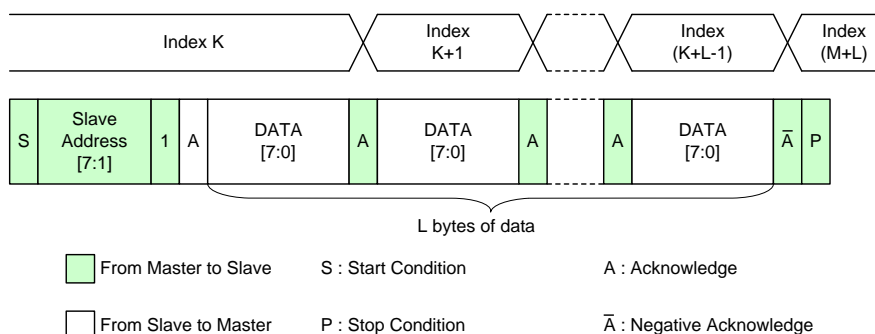 Index K
Index
K+1
Index
(K+L-1)
Index
(M+L)
S
Slave
Address
[7:1]
1
A
DATA
[7:0]
A
DATA
[7:0]
A
A
DATA
[7:0]
A̅
P
L bytes of data
From Master to Slave
S : Start Condition
A : Acknowledge
From Slave to Master
P : Stop Condition
A̅ : Negative Acknowledge